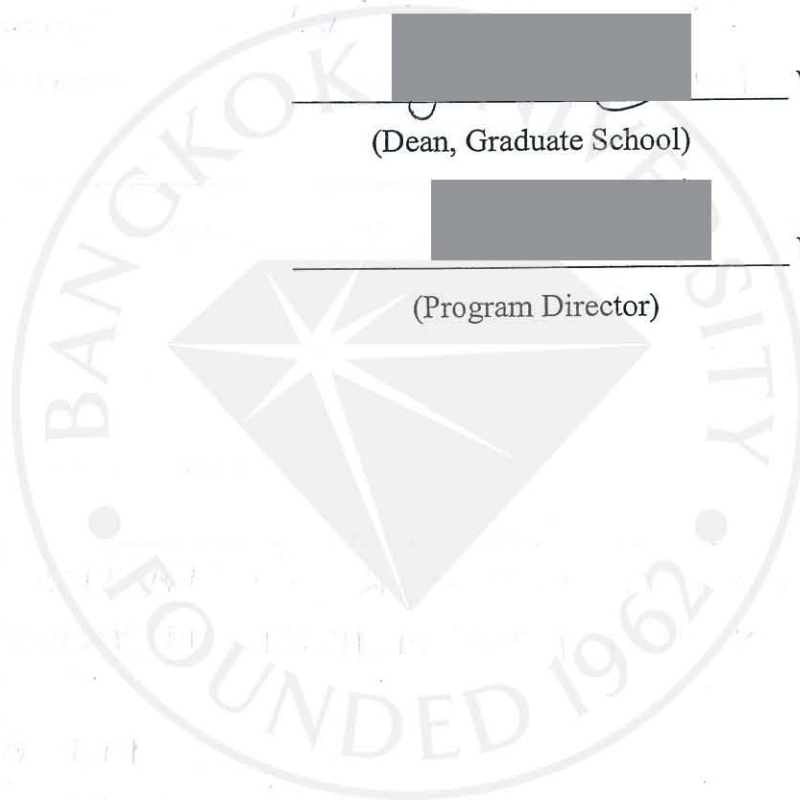 (Dean, Graduate School)
(Program Director)
BANGKOK UNIVERSITY
FOUNDED 1962